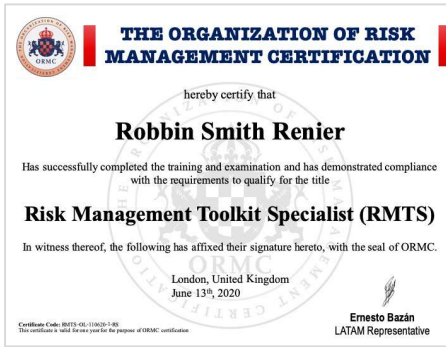 THE ORGANIZATION OF RISK
MANAGEMENT CERTIFICATION
ORMC
hereby certify that
Robbin Smith Renier
Has successfully completed the training and examination and has demonstrated compliance
with the requirements to qualify for the title
Risk Management Toolkit Specialist (RMTS)
In witness thereof, the following has affixed their signature hereto, with the seal of ORMC.
ORMC
London, United Kingdom
June 13th, 2020
Ernesto Bazán
LATAM Representative
Certificate Code: RMTS-OL-110620-7-RS
This certificate is valid for one year for the purpose of ORMC certification